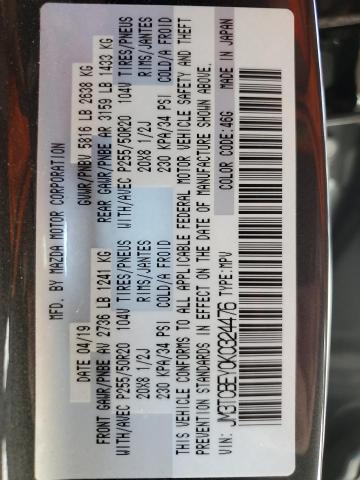 MFD. BY MAZDA MOTOR CORPORATION
04/19 GVWR/PNBV 5816 LB 2638 KG
FRONT GAWR/PNBE AV 2736 LB 1241 KG REAR GAWR/PNBE AR 3159 LB 1433 KG
WITH/AVEC P255/50R20 104V TIRES/PNEUS WITH/AVEC P255/50R20 104V TIRES/PNEUS
20X8 1/2J RIMS/JANTES 20X8 1/2J RIMS/JANTES
230 KPA/34 PSI COLD/A FROID 230 KPA/34 PSI COLD/A FROID
THIS VEHICLE CONFORMS TO ALL APPLICABLE FEDERAL MOTOR VEHICLE SAFETY AND THEFT
PREVENTION STANDARDS IN EFFECT ON THE DATE OF MANUFACTURE SHOWN ABOVE.
VIN: JM3TCBEY0K0324476 TYPE:MPV COLOR CODE:46G MADE IN JAPAN